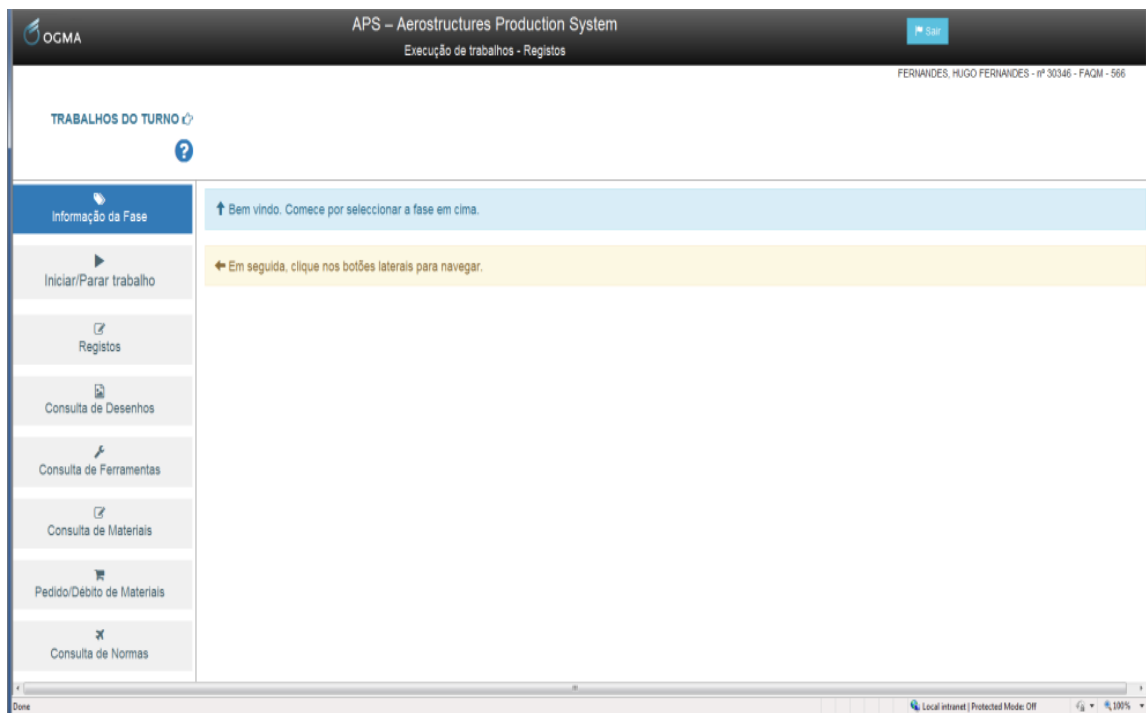 OGMA
APS – Aerostructures Production System
Execução de trabalhos - Registos
Sair
FERNANDES, HUGO FERNANDES - nº 30346 - FAQM - 566
TRABALHOS DO TURNO
?
Informação da Fase
Bem vindo. Comece por seleccionar a fase em cima.
Em seguida, clique nos botões laterais para navegar.
Iniciar/Parar trabalho
Registos
Consulta de Desenhos
Consulta de Ferramentas
Consulta de Materiais
Pedido/Débito de Materiais
Consulta de Normas
Done
Local intranet | Protected Mode: Off
100%